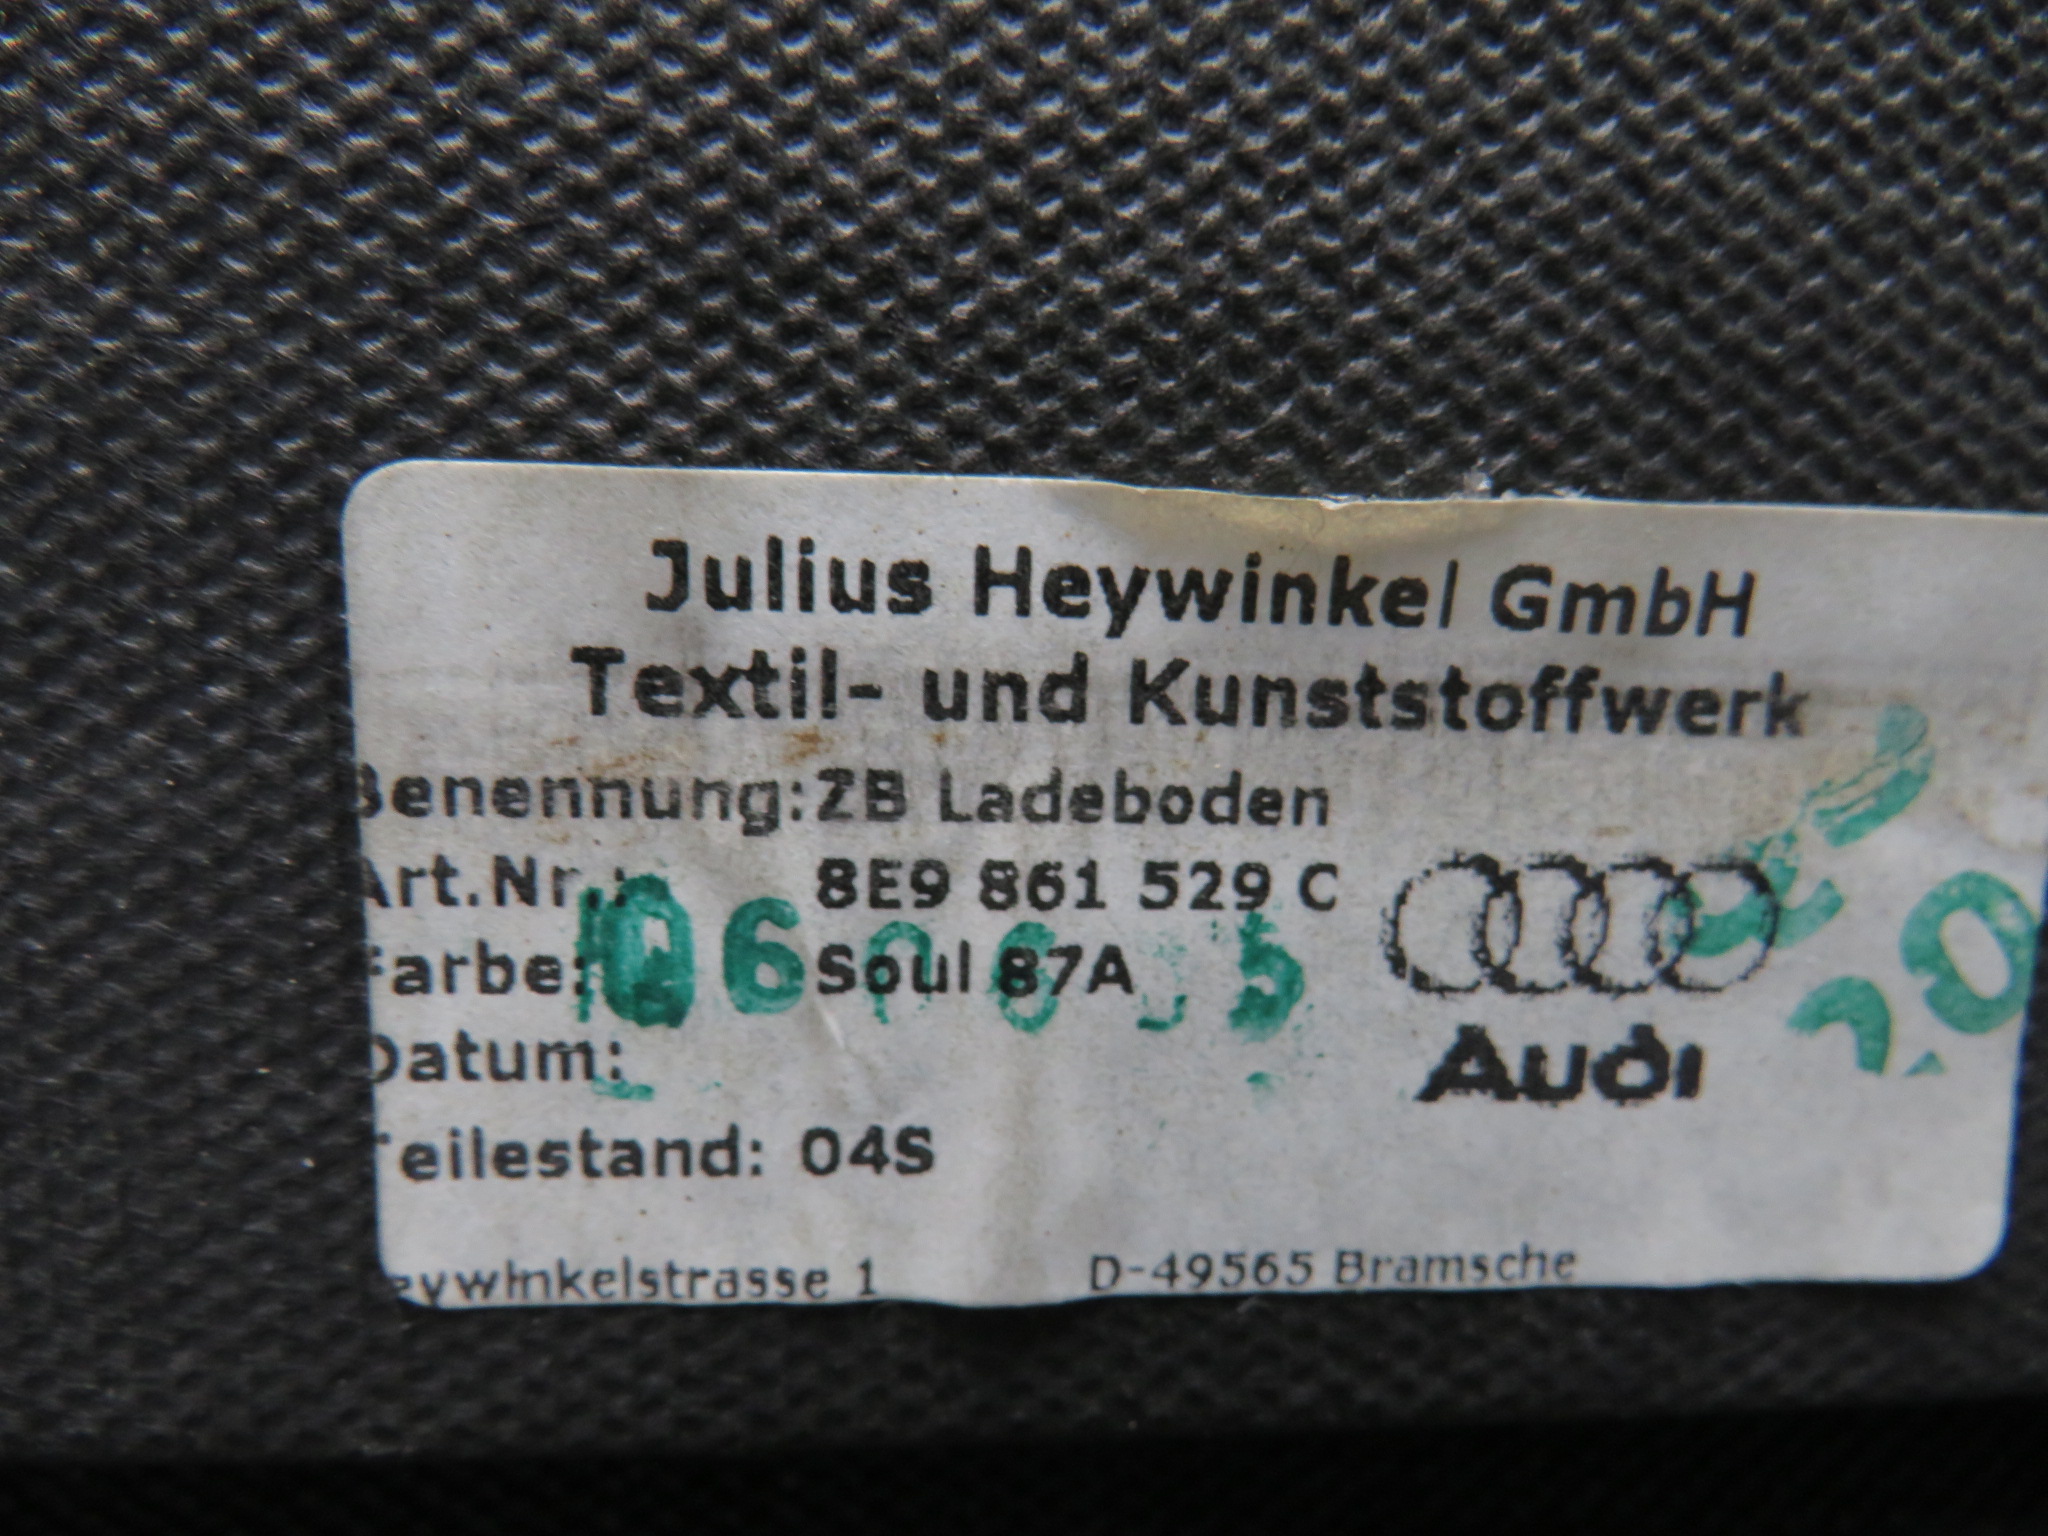 Julius Heywinkel GmbH
Textil- und Kunststoffwerk
Benennung: ZB Ladeboden
Art.Nr.: 8E9 861 529 C
Farbe: Soul 87A
Datum:
Teilestand: 04S
Audi
eywinkelstrasse 1 D-49565 Bramsche